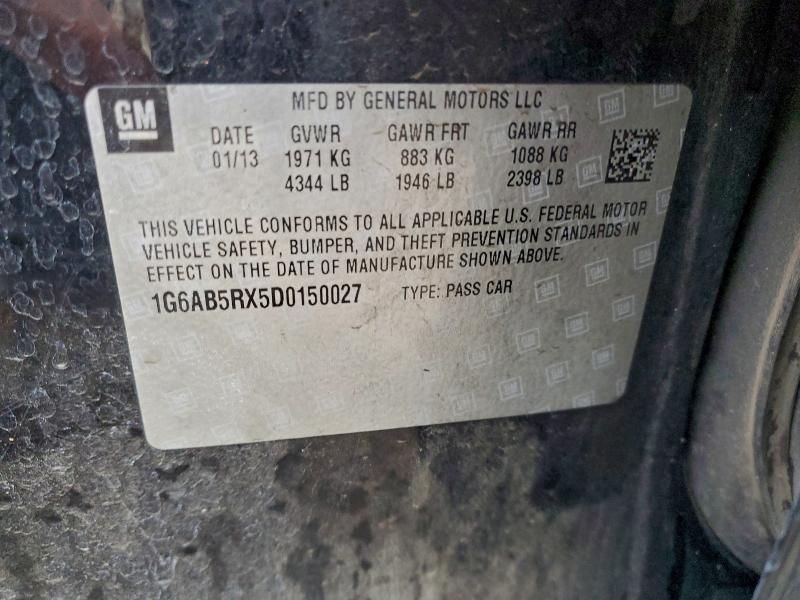 GM
MFD BY GENERAL MOTORS LLC
DATE GVWR GAWR FRT GAWR RR
01/13 1971 KG 883 KG 1088 KG
4344 LB 1946 LB 2398 LB
THIS VEHICLE CONFORMS TO ALL APPLICABLE U.S. FEDERAL MOTOR
VEHICLE SAFETY, BUMPER, AND THEFT PREVENTION STANDARDS IN
EFFECT ON THE DATE OF MANUFACTURE SHOWN ABOVE.
1G6AB5RX5D0150027 TYPE: PASS CAR